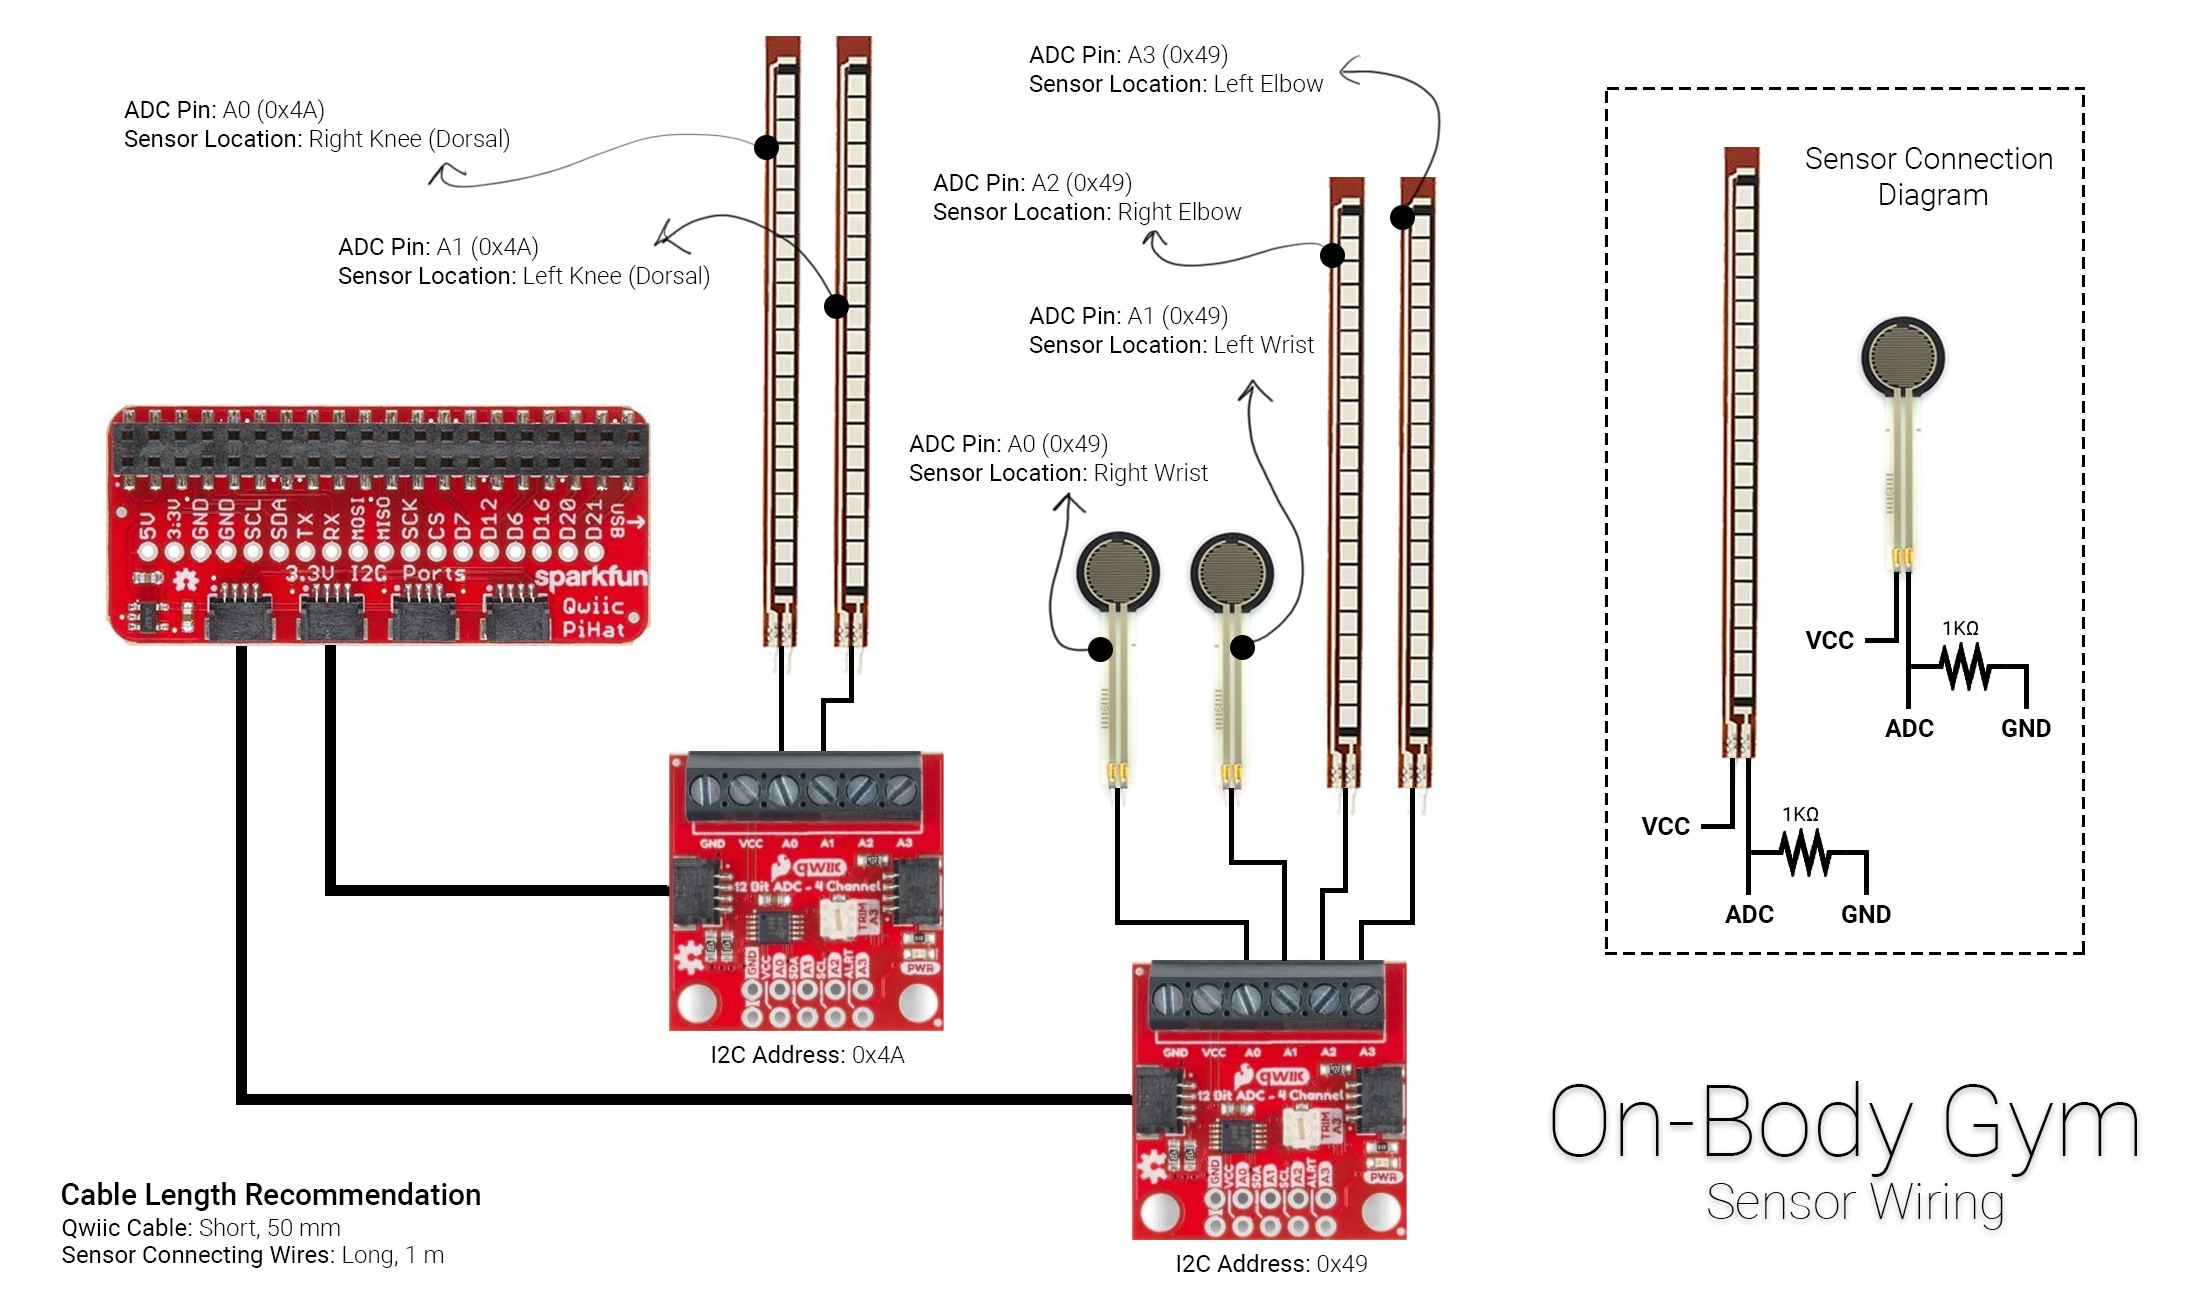 ADC Pin: A0 (0x4A)
Sensor Location: Right Knee (Dorsal)
ADC Pin: A1 (0x4A)
Sensor Location: Left Knee (Dorsal)
ADC Pin: A3 (0x49)
Sensor Location: Left Elbow
ADC Pin: A2 (0x49)
Sensor Location: Right Elbow
ADC Pin: A1 (0x49)
Sensor Location: Left Wrist
ADC Pin: A0 (0x49)
Sensor Location: Right Wrist
Sensor Connection
Diagram
VCC
1KΩ
ADC
GND
VCC
1KΩ
ADC
GND
5V 3.3V GND GND SCL SDA TX RX MOSI MISO SCK CS D7 D12 D6 D16 D20 D21 USB
3.3V I2C Ports
sparkfun
Qwiic
PiHat
GND VCC A0 A1 A2 A3
qwiic
12 Bit ADC - 4 Channel
TRIM
A3
PWR
GND VCC A0 SDA A1 SCL A2 ALRT A3
I2C Address: 0x4A
GND VCC A0 A1 A2 A3
qwiic
12 Bit ADC - 4 Channel
TRIM
A3
PWR
GND VCC A0 SDA A1 SCL A2 ALRT A3
I2C Address: 0x49
Cable Length Recommendation
Qwiic Cable: Short, 50 mm
Sensor Connecting Wires: Long, 1 m
On-Body Gym
Sensor Wiring